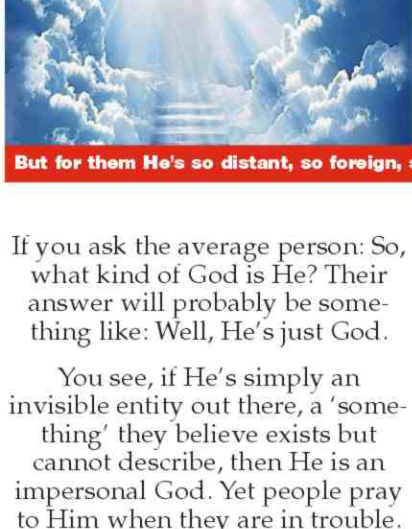 But for them He's so distant, so foreign,
If you ask the average person: So,
what kind of God is He? Their
answer will probably be some-
thing like: Well, He's just God.
You see, if He's simply an
invisible entity out there, a 'some-
thing' they believe exists but
cannot describe, then He is an
impersonal God. Yet people pray
to Him when they are in trouble.